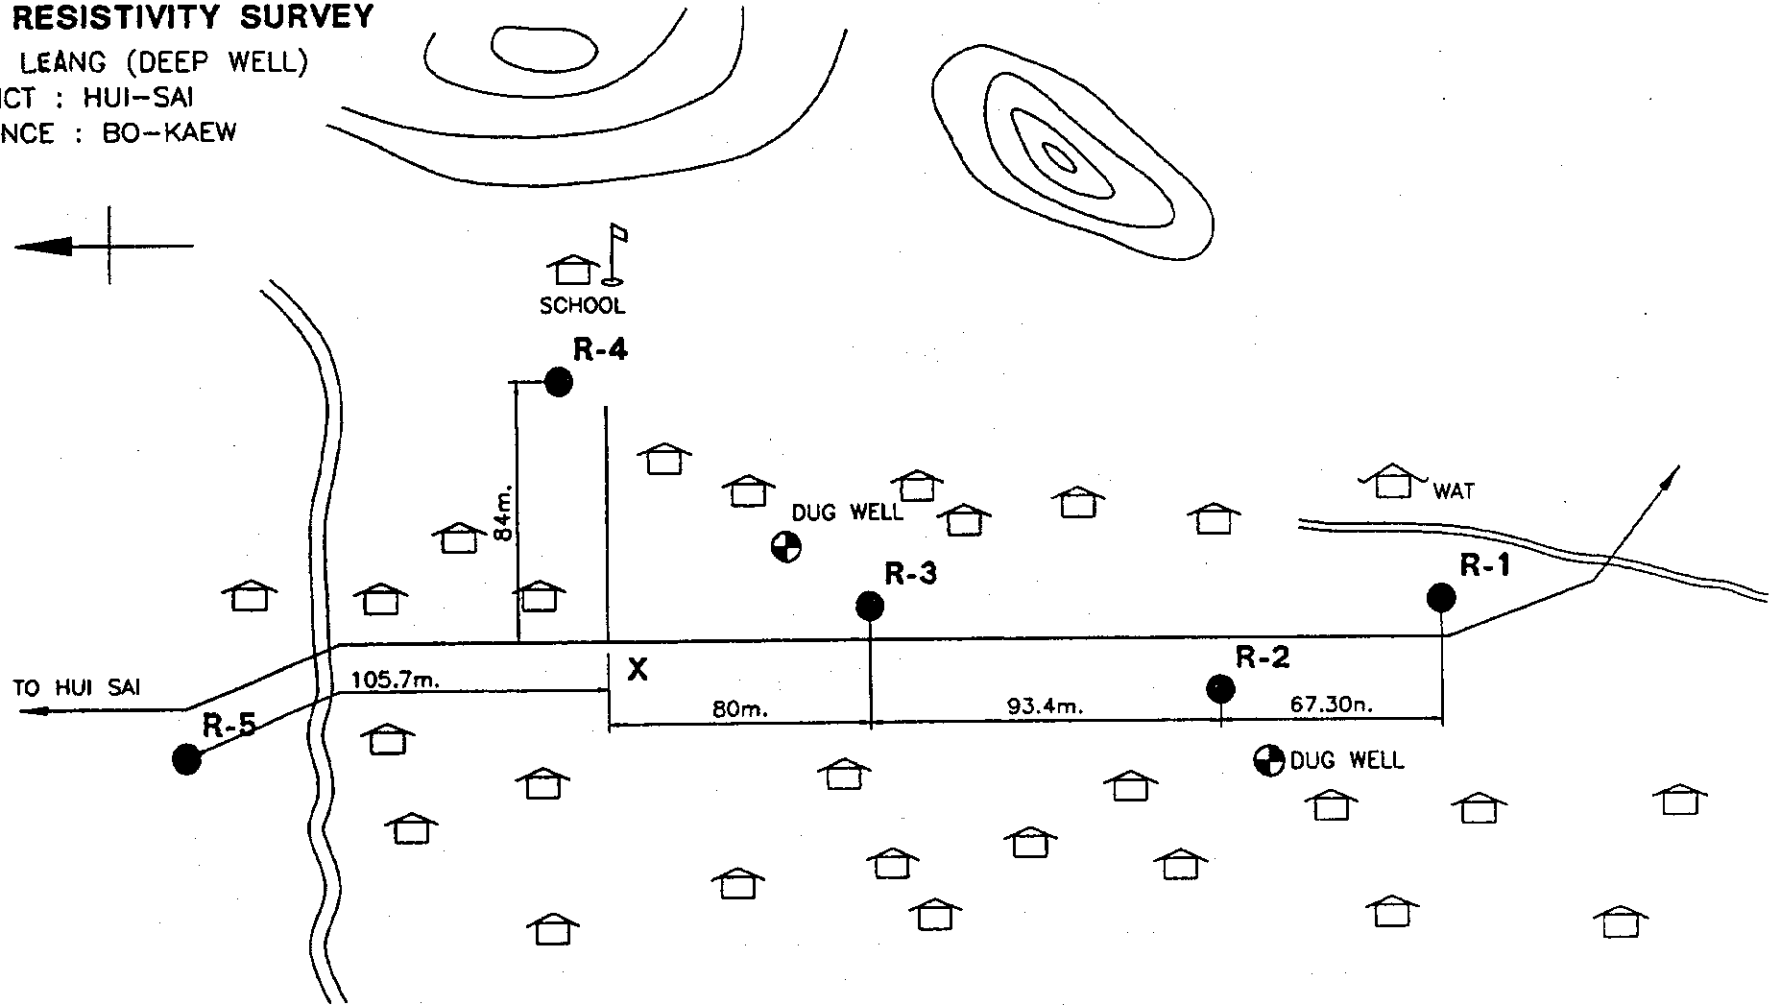 RESISTIVITY SURVEY
LEANG (DEEP WELL)
ICT : HUI-SAI
NCE : BO-KAEW
SCHOOL
R-4
84m.
DUG WELL
WAT
R-3
R-1
X
R-2
TO HUI SAI
105.7m.
R-5
80m.
93.4m.
67.30n.
DUG WELL